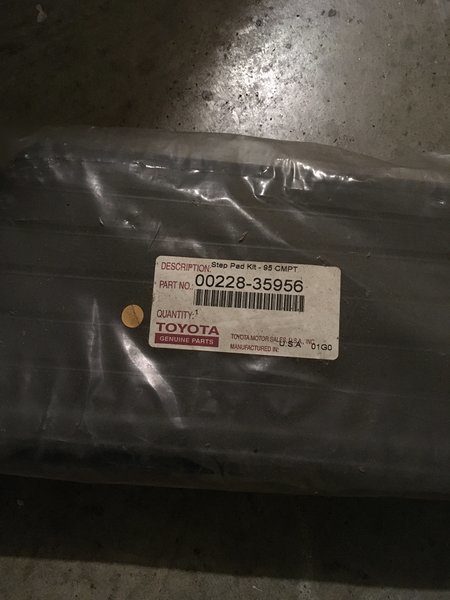 DESCRIPTION: Step Pad Kit - 95 CMPT
PART NO.: 00228-35956
QUANTITY: 1
TOYOTA
GENUINE PARTS
TOYOTA MOTOR SALES, U.S.A., INC.
MANUFACTURED IN: U.S.A 01G0